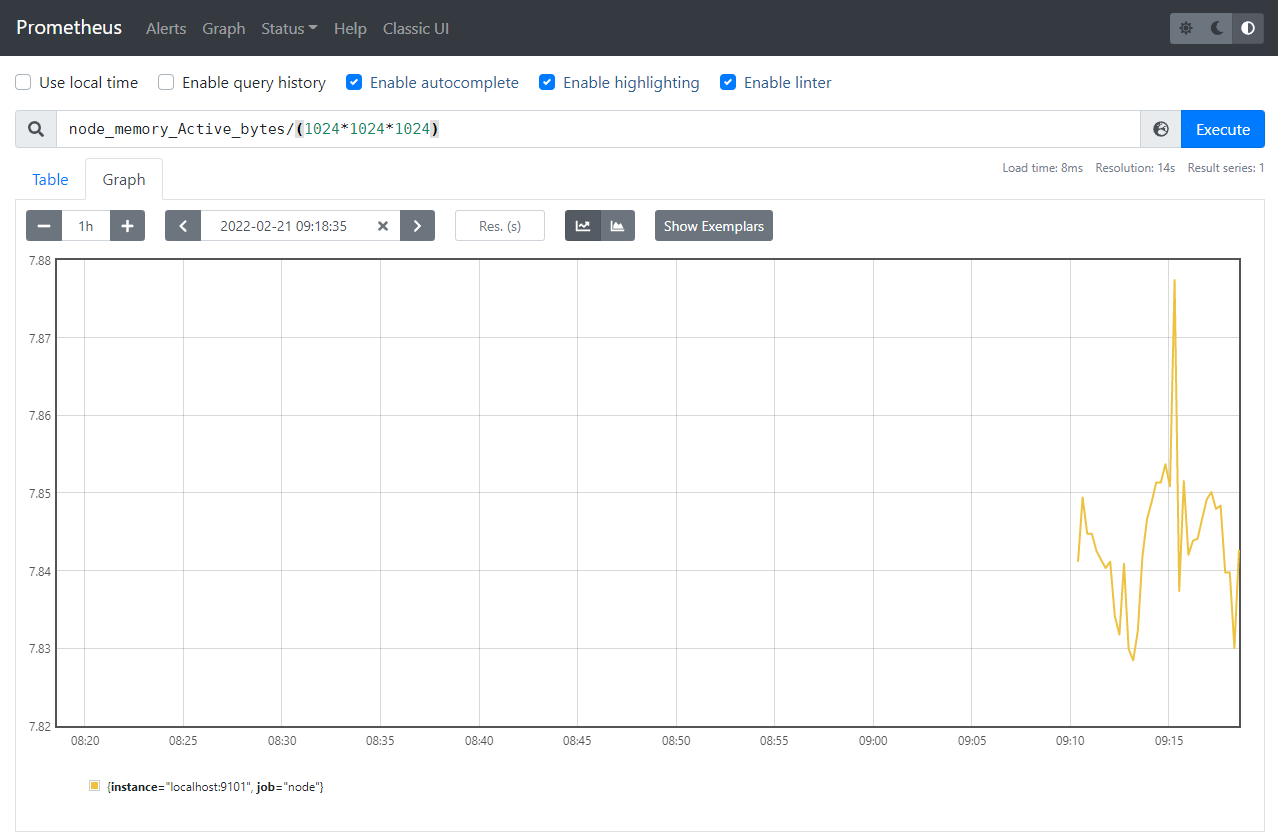 Prometheus Alerts Graph Status Help Classic UI
Use local time Enable query history Enable autocomplete Enable highlighting Enable linter
node_memory_Active_bytes/(1024*1024*1024) Execute
Table Graph Load time: 8ms Resolution: 14s Result series: 1
1h 2022-02-21 09:18:35 Res. (s) Show Exemplars
7.88
7.87
7.86
7.85
7.84
7.83
7.82
08:20 08:25 08:30 08:35 08:40 08:45 08:50 08:55 09:00 09:05 09:10 09:15
{instance="localhost:9101", job="node"}